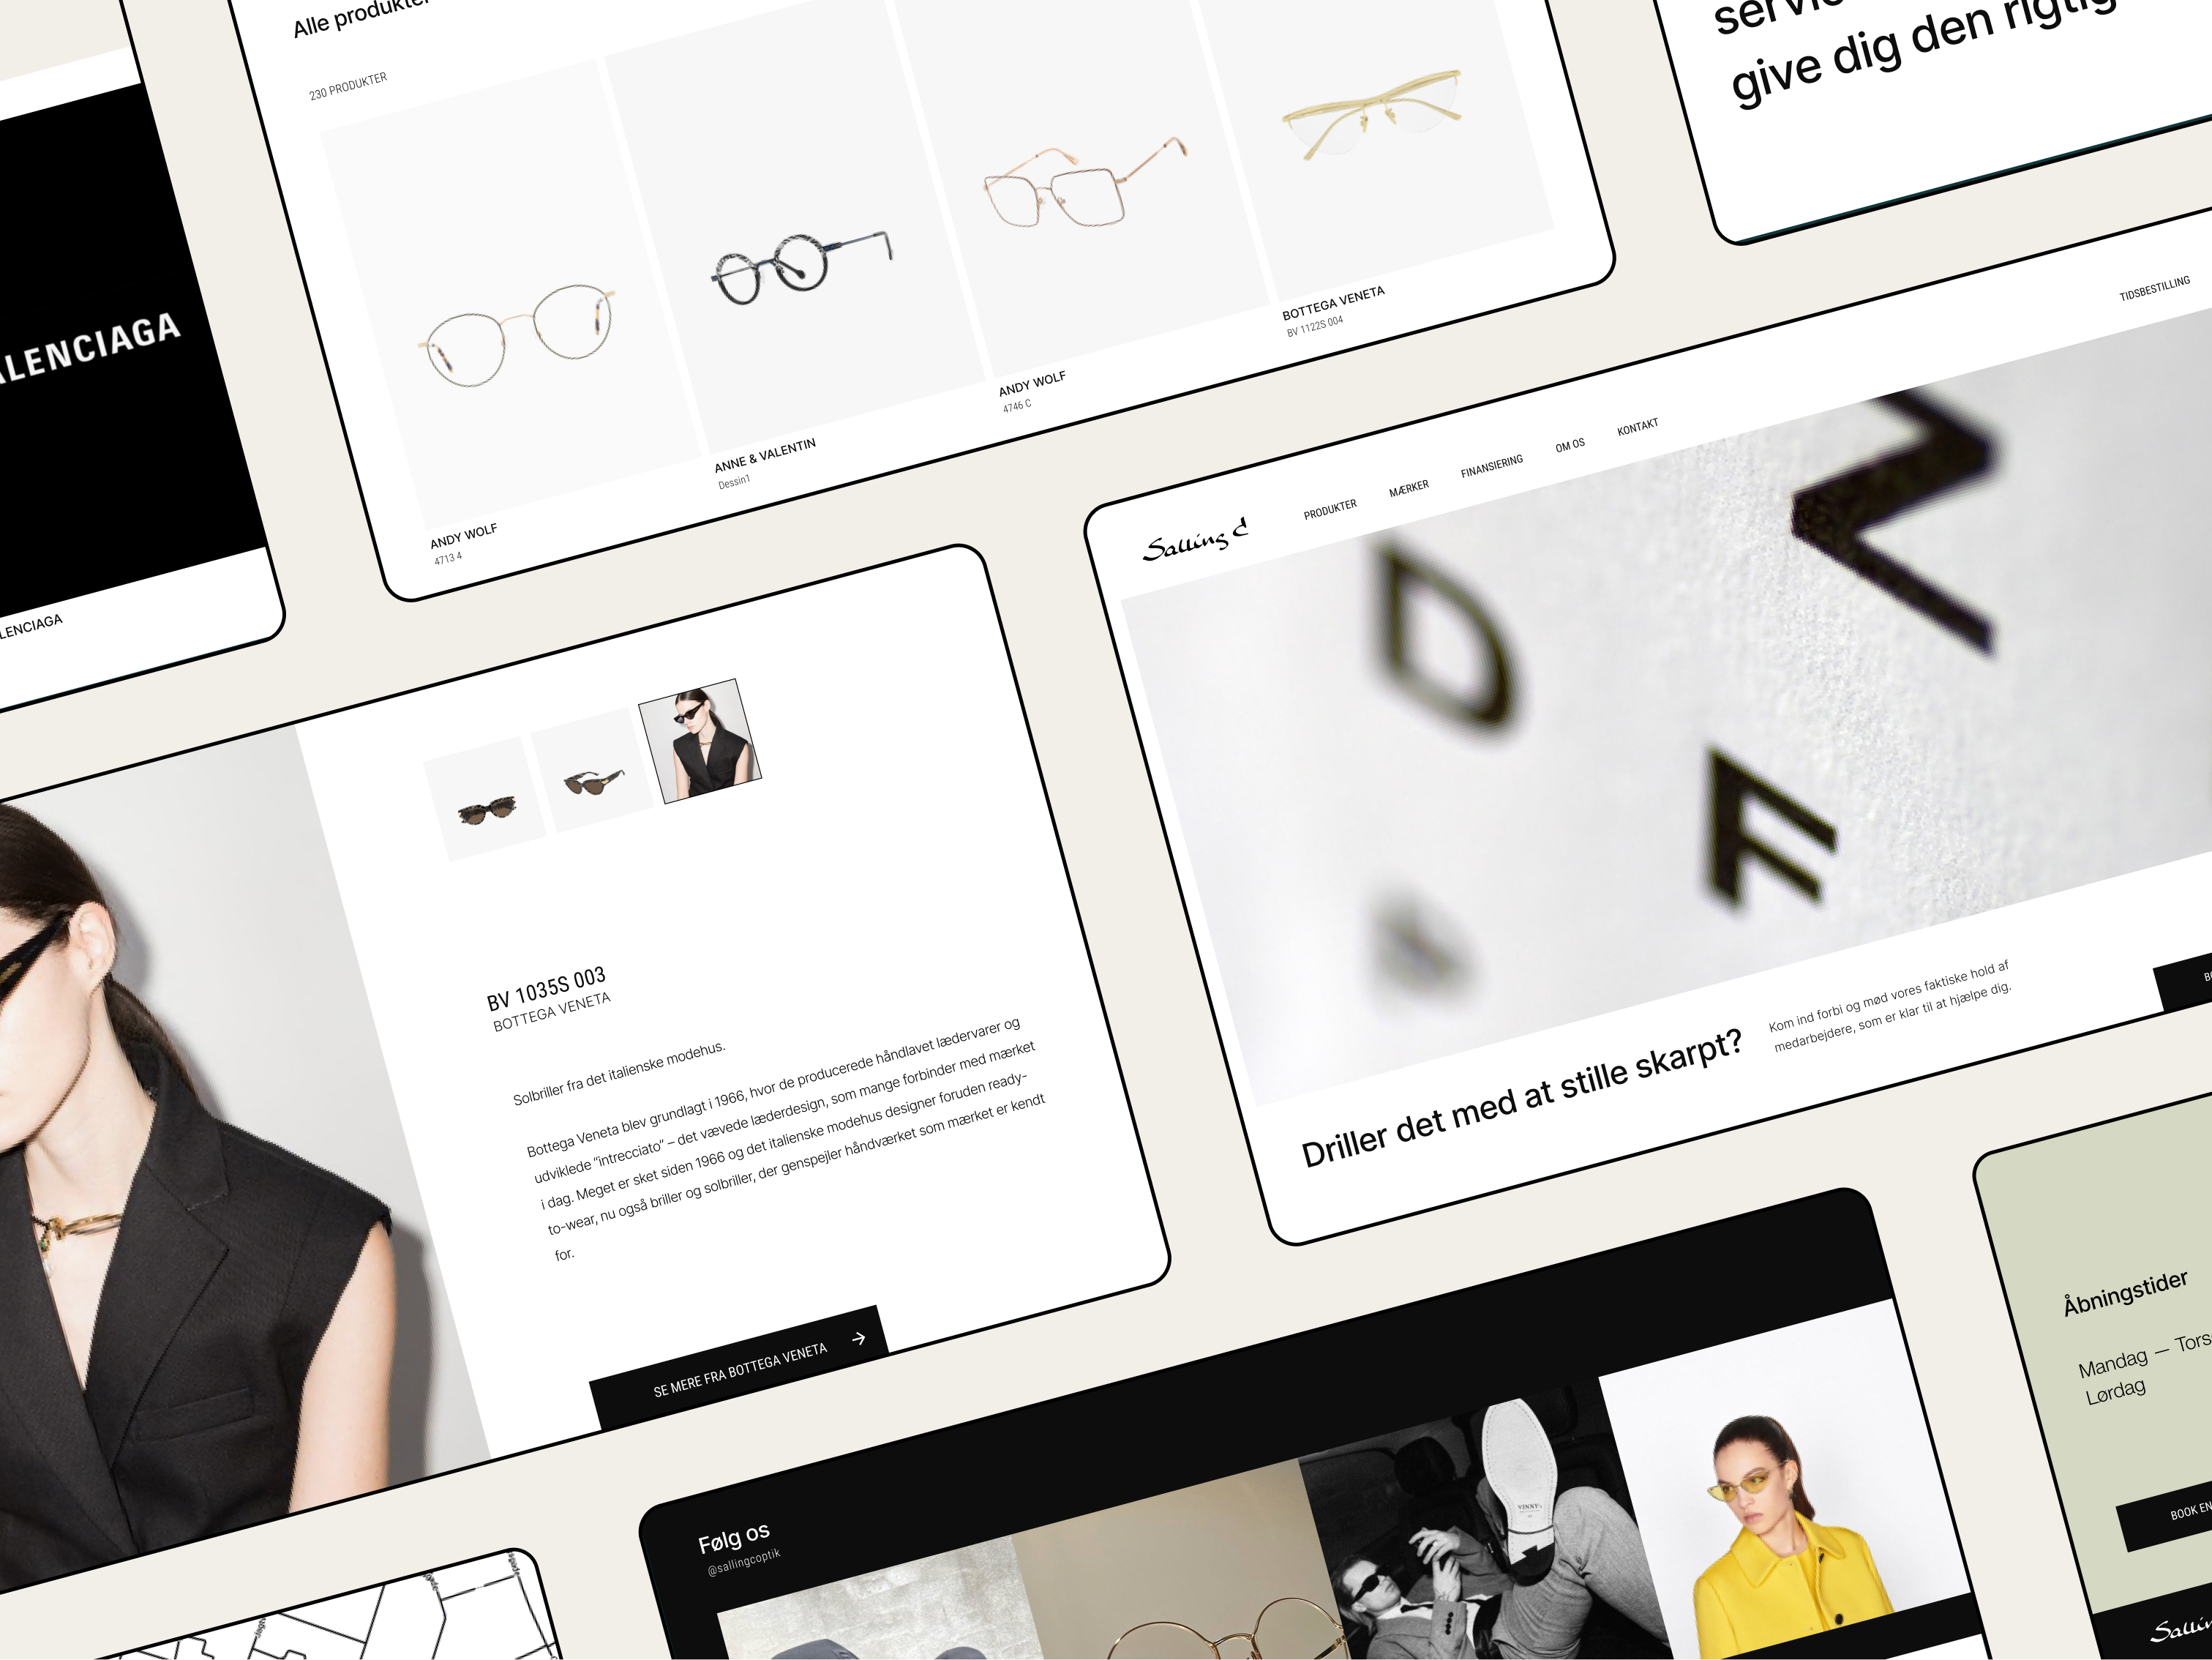 Alle produkter
230 PRODUKTER
ANDY WOLF
4713 4
ANNE & VALENTIN
Dessin1
ANDY WOLF
4746 C
BOTTEGA VENETA
BV 1122S 004
give dig den
LENCIAGA
LENCIAGA
TIDSBESTILLING
Salling C
PRODUKTER
MÆRKER
FINANSIERING
OM OS
KONTAKT
D
F
Driller det med at stille skarpt?
Kom ind forbi og mød vores faktiske hold af
medarbejdere, som er klar til at hjælpe dig.
BV 1035S 003
BOTTEGA VENETA
Solbriller fra det italienske modehus.
Bottega Veneta blev grundlagt i 1966, hvor de producerede håndlavet lædervarer og
udviklede "intrecciato" – det vævede læderdesign, som mange forbinder med mærket
i dag. Meget er sket siden 1966 og det italienske modehus designer foruden ready-
to-wear, nu også briller og solbriller, der genspejler håndværket som mærket er kendt
for.
SE MERE FRA BOTTEGA VENETA →
Følg os
@sallingcoptik
VINNY's
Åbningstider
Mandag — Tors
Lørdag
BOOK EN
Salling